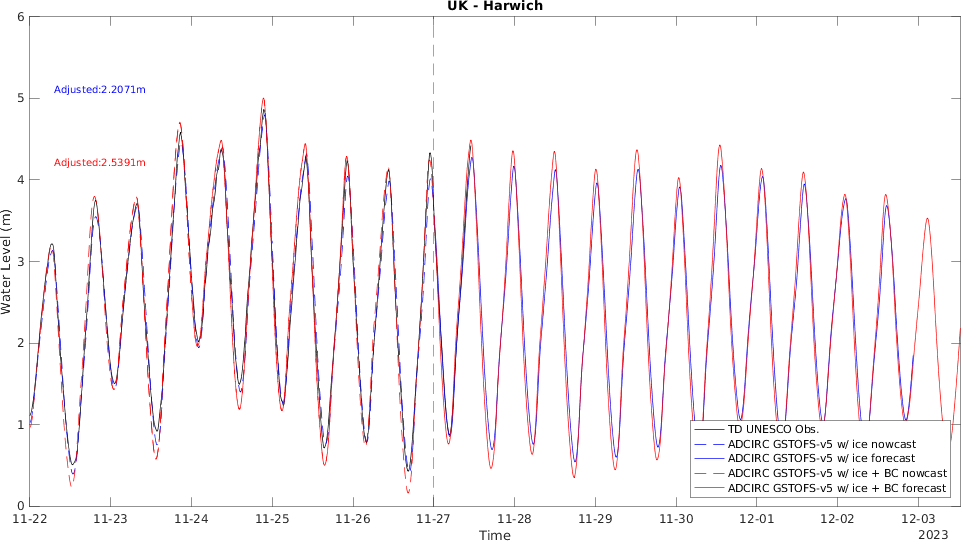 UK - Harwich
6
5
4
3
2
1
0
Water Level (m)
Adjusted:2.2071m
Adjusted:2.5391m
TD UNESCO Obs.
ADCIRC GSTOFS-v5 w/ ice nowcast
ADCIRC GSTOFS-v5 w/ ice forecast
ADCIRC GSTOFS-v5 w/ ice + BC nowcast
ADCIRC GSTOFS-v5 w/ ice + BC forecast
11-22 11-23 11-24 11-25 11-26 11-27 11-28 11-29 11-30 12-01 12-02 12-03
Time
2023